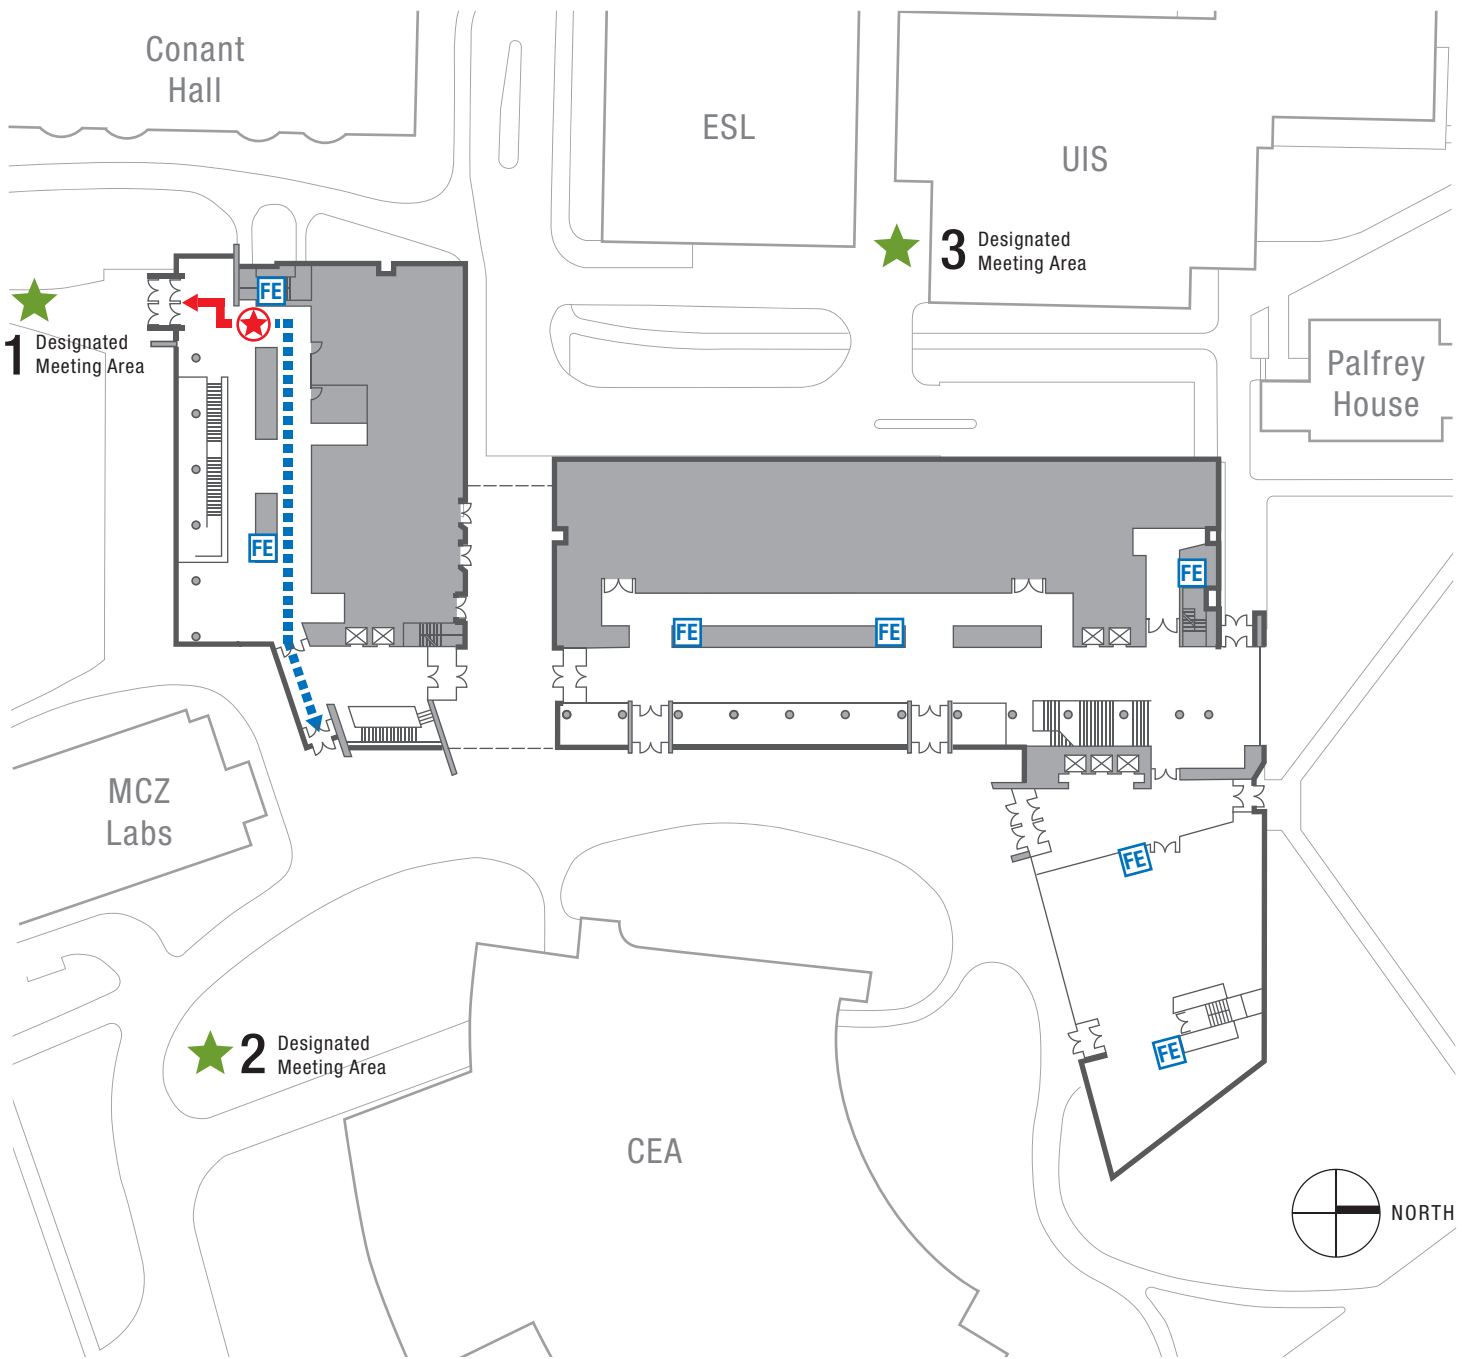 Conant
Hall
ESL
UIS
3 Designated
Meeting Area
FE
1 Designated
Meeting Area
Palfrey
House
FE
FE
FE
FE
MCZ
Labs
FE
2 Designated
Meeting Area
FE
CEA
NORTH